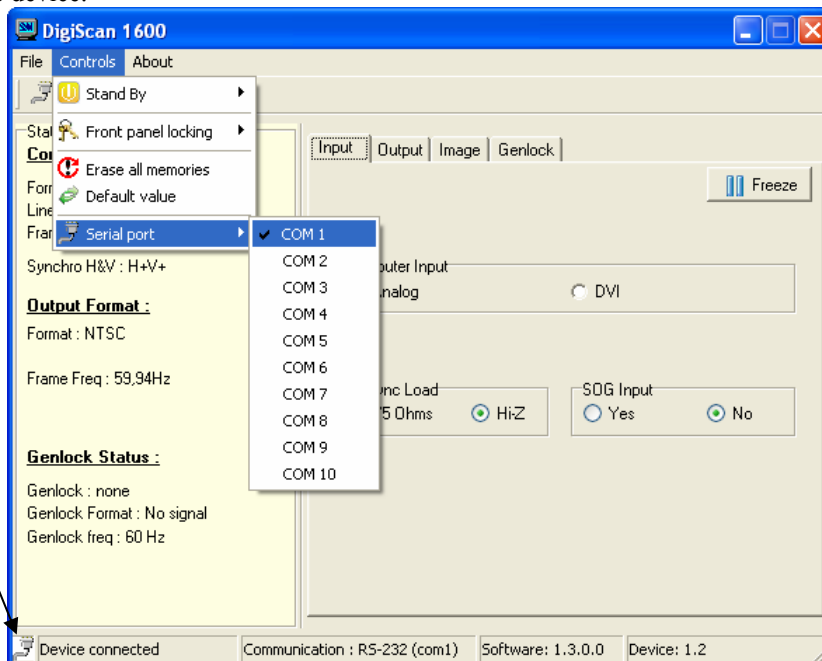 device.
DigiScan 1600
File Controls About
Stand By
Front panel locking
Erase all memories
Default value
Serial port
COM 1
COM 2
COM 3
COM 4
COM 5
COM 6
COM 7
COM 8
COM 9
COM 10
Synchro H&V : H+V+
Output Format :
Format : NTSC
Frame Freq : 59,94Hz
Genlock Status :
Genlock : none
Genlock Format : No signal
Genlock freq : 60 Hz
Input Output Image Genlock
Freeze
Input
DVI
Load
Ohms Hi-Z
SOG Input
Yes No
Device connected Communication : RS-232 (com1) Software: 1.3.0.0 Device: 1.2